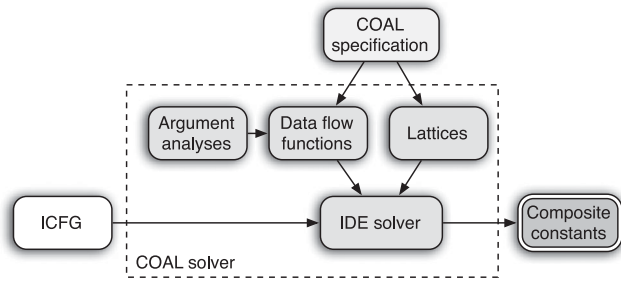 COAL
specification
Argument
analyses
Data flow
functions
Lattices
ICFG
IDE solver
Composite
constants
COAL solver